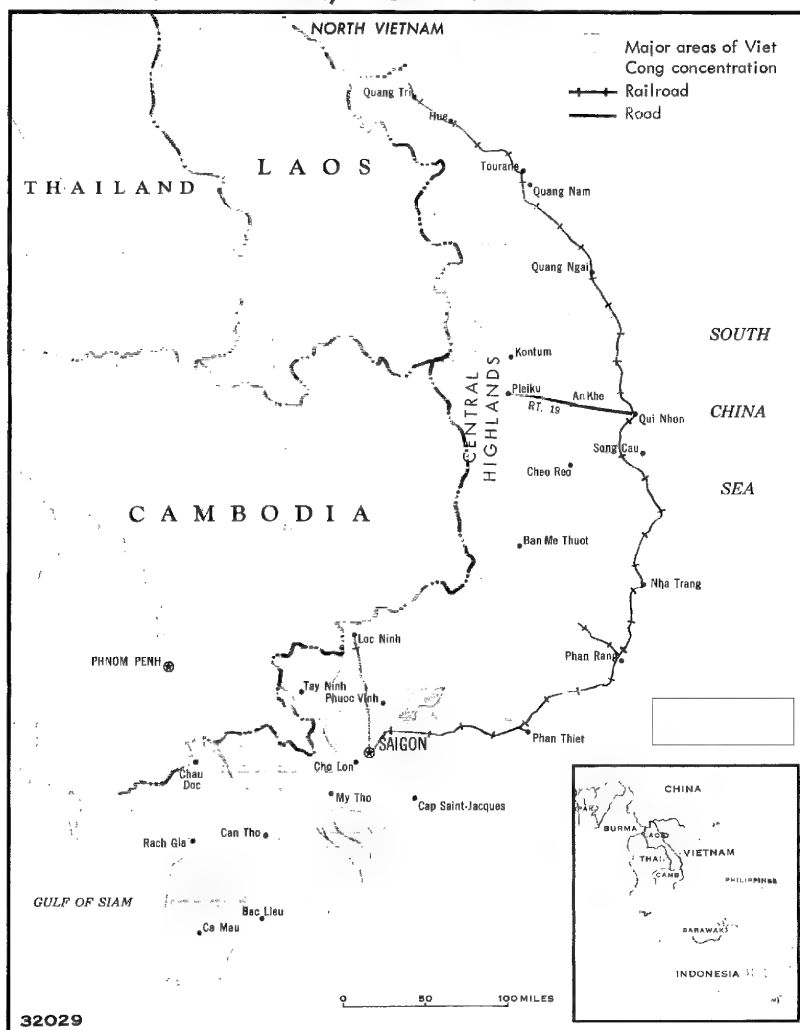 NORTH VIETNAM
Major areas of Viet
Cong concentration
Railroad
Road
Quang Tri
Hue
LAOS
THAILAND
Tourane
Quang Nam
Quang Ngai
SOUTH
CHINA
SEA
Kontum
CENTRAL
HIGHLANDS
Pleiku
An Khe
RT. 19
Qui Nhon
Song Cau
Cheo Reo
CAMBODIA
Ban Me Thuot
Nha Trang
Loc Ninh
PHNOM PENH
Phan Rang
Tay Ninh
Phuoc Vinh
SAIGON
Phan Thiet
Cho Lon
Chau
Doc
My Tho
Cap Saint-Jacques
Can Tho
Rach Gia
GULF OF SIAM
Bac Lieu
Ca Mau
0 50 100 MILES
32029
CHINA
BURMA
LAOS
VIETNAM
THAI.
CAMB
PHILIPPINES
SARAWAK
INDONESIA